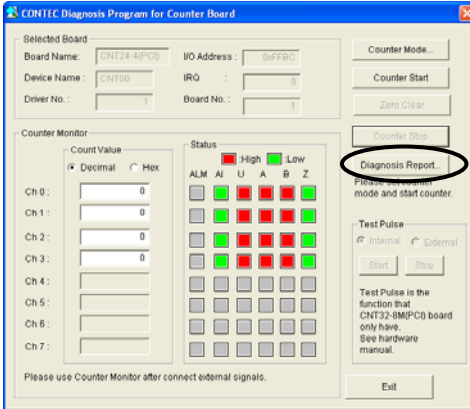 CONTEC Diagnosis Program for Counter Board
Selected Board
Board Name: CNT24-4(PCI) I/O Address : 0xFFBC
Device Name : CNT00 IRQ : 9
Driver No. : 1 Board No. : 1
Counter Mode...
Counter Start
Zero Clear
Counter Stop
Diagnosis Report...
Please set counter
mode and start counter.
Counter Monitor
Count Value
Decimal Hex
Status
:High :Low
ALM AI U A B Z
Ch 0 : 0
Ch 1 : 0
Ch 2 : 0
Ch 3 : 0
Ch 4 :
Ch 5 :
Ch 6 :
Ch 7 :
Test Pulse
Internal External
Start Stop
Test Pulse is the
function that
CNT32-8M(PCI) board
only have.
See hardware
manual.
Please use Counter Monitor after connect external signals.
Exit